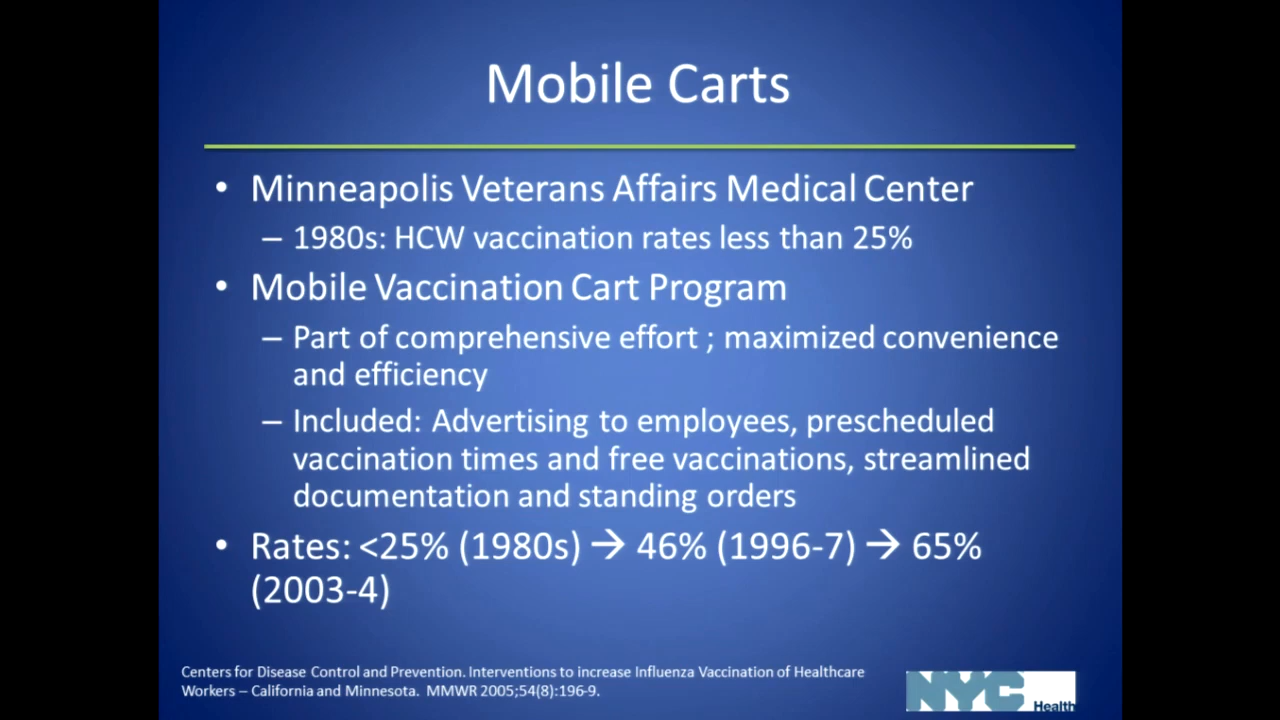 Mobile Carts
• Minneapolis Veterans Affairs Medical Center
– 1980s: HCW vaccination rates less than 25%
• Mobile Vaccination Cart Program
– Part of comprehensive effort ; maximized convenience
and efficiency
– Included: Advertising to employees, prescheduled
vaccination times and free vaccinations, streamlined
documentation and standing orders
• Rates: <25% (1980s) → 46% (1996-7) → 65%
(2003-4)
Centers for Disease Control and Prevention. Interventions to increase Influenza Vaccination of Healthcare
Workers – California and Minnesota. MMWR 2005;54(8):196-9.
NYC
Health